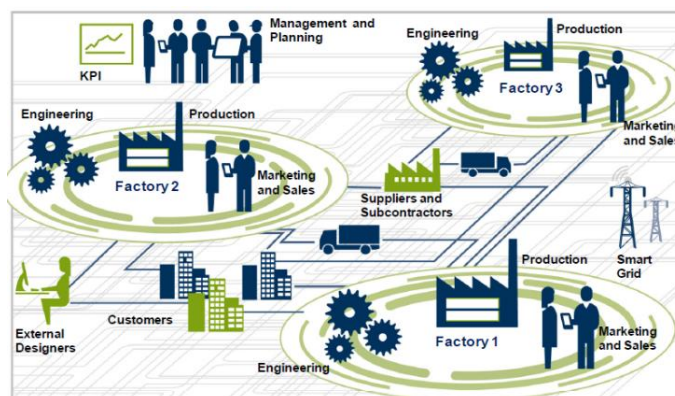 Management and
Planning
KPI
Engineering
Production
Factory 3
Marketing
and Sales
Engineering
Production
Factory 2
Marketing
and Sales
Suppliers and
Subcontractors
Smart
Grid
External
Designers
Customers
Production
Factory 1
Engineering
Marketing
and Sales